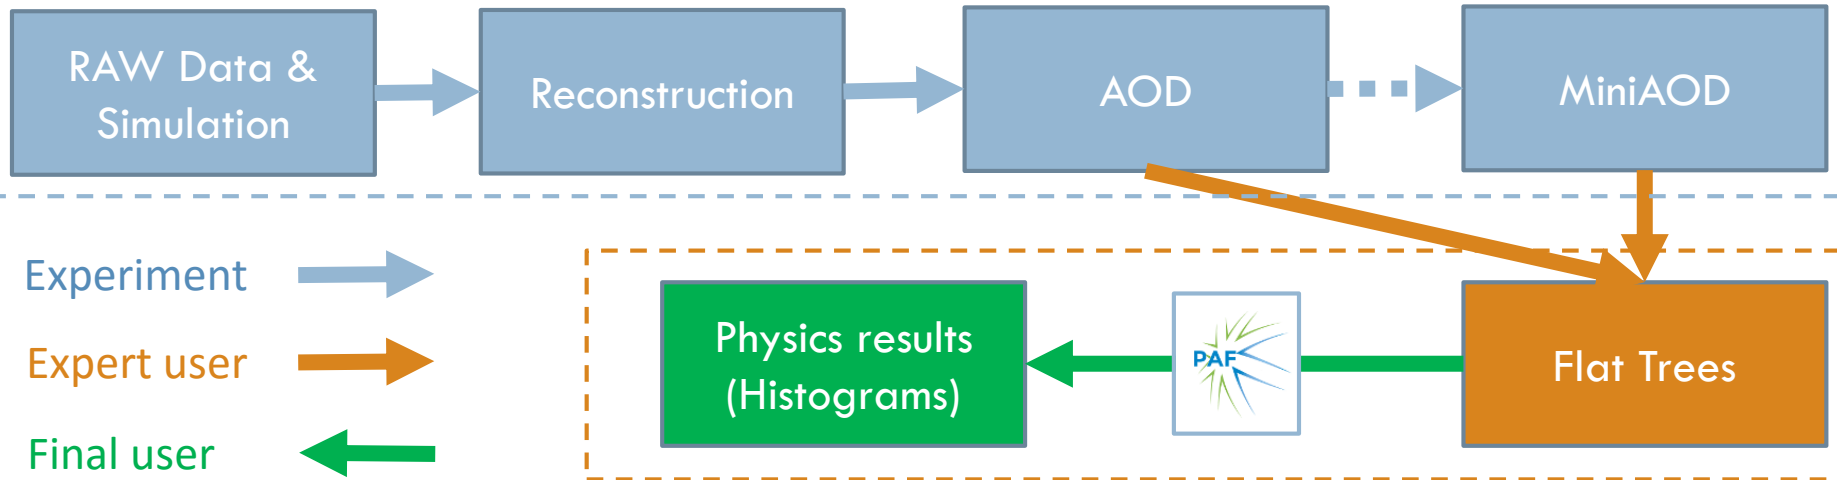 RAW Data &
Simulation
Reconstruction
AOD
MiniAOD
Experiment
Expert user
Final user
Physics results
(Histograms)
PAF
Flat Trees